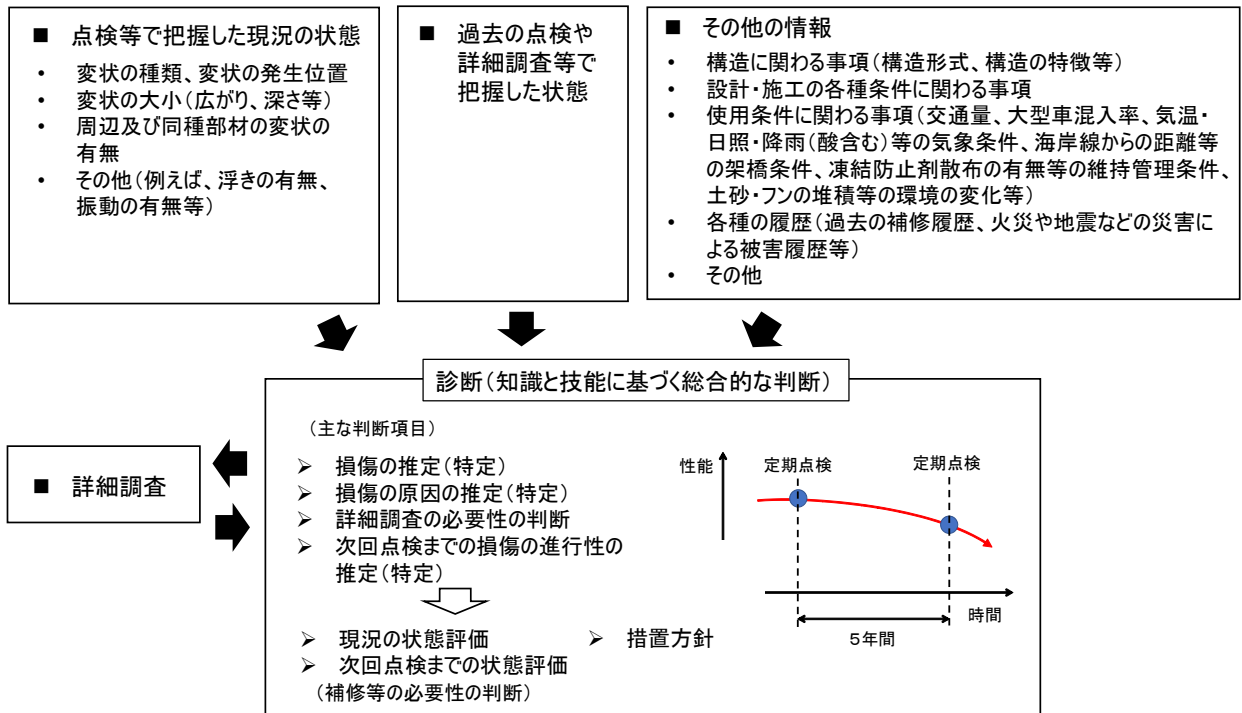 ■ 点検等で把握した現況の状態
・ 変状の種類、変状の発生位置
・ 変状の大小（広がり、深さ等）
・ 周辺及び同種部材の変状の
有無
・ その他（例えば、浮きの有無、
振動の有無等）
■ 過去の点検や
詳細調査等で
把握した状態
■ その他の情報
・ 構造に関わる事項（構造形式、構造の特徴等）
・ 設計・施工の各種条件に関わる事項
・ 使用条件に関わる事項（交通量、大型車混入率、気温・
日照・降雨（酸含む）等の気象条件、海岸線からの距離等
の架橋条件、凍結防止剤散布の有無等の維持管理条件、
土砂・フンの堆積等の環境の変化等）
・ 各種の履歴（過去の補修履歴、火災や地震などの災害に
よる被害履歴等）
・ その他
診断（知識と技能に基づく総合的な判断）
（主な判断項目）
➢ 損傷の推定（特定）
➢ 損傷の原因の推定（特定）
➢ 詳細調査の必要性の判断
➢ 次回点検までの損傷の進行性の
推定（特定）
➢ 現況の状態評価
➢ 次回点検までの状態評価
（補修等の必要性の判断）
➢ 措置方針
■ 詳細調査
性能
定期点検
定期点検
時間
５年間